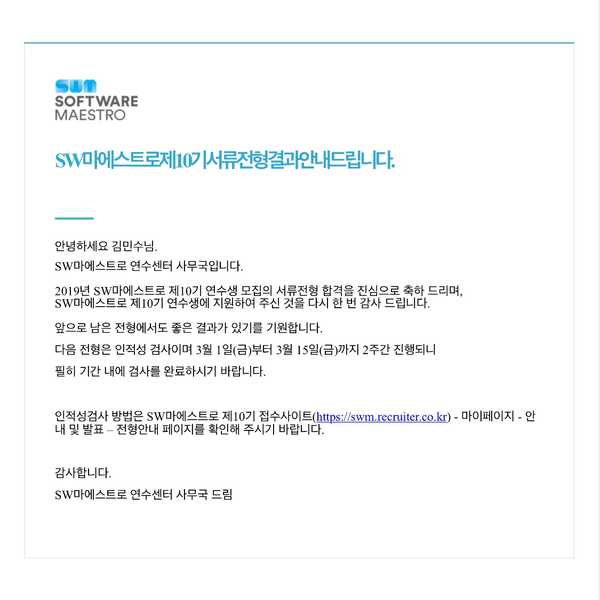 SWM
SOFTWARE
MAESTRO
SW마에스트로제10기서류전형결과안내드립니다.
안녕하세요 김민수님.
SW마에스트로 연수센터 사무국입니다.
2019년 SW마에스트로 제10기 연수생 모집의 서류전형 합격을 진심으로 축하 드리며,
SW마에스트로 제10기 연수생에 지원하여 주신 것을 다시 한 번 감사 드립니다.
앞으로 남은 전형에서도 좋은 결과가 있기를 기원합니다.
다음 전형은 인적성 검사이며 3월 1일(금)부터 3월 15일(금)까지 2주간 진행되니
필히 기간 내에 검사를 완료하시기 바랍니다.
인적성검사 방법은 SW마에스트로 제10기 접수사이트(https://swm.recruiter.co.kr) - 마이페이지 - 안
내 및 발표 – 전형안내 페이지를 확인해 주시기 바랍니다.
감사합니다.
SW마에스트로 연수센터 사무국 드림